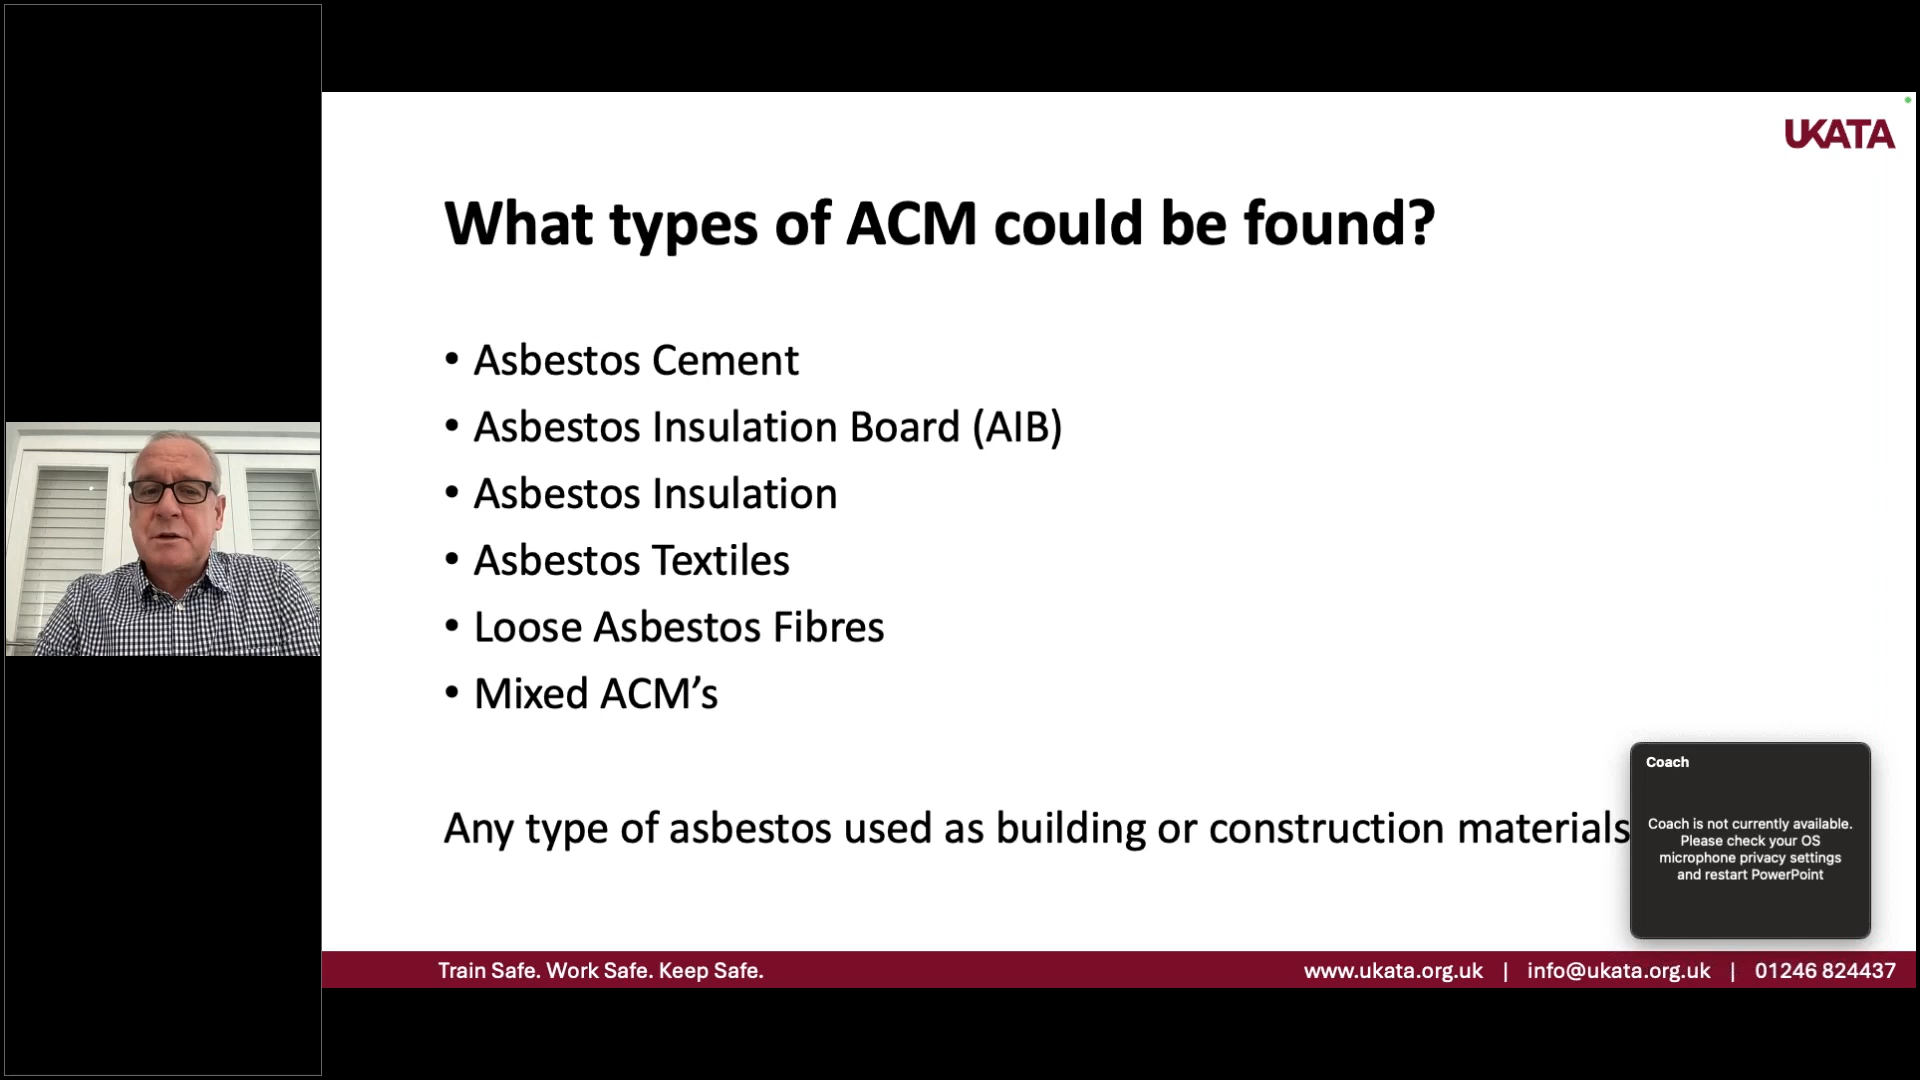 UKATA
What types of ACM could be found?
• Asbestos Cement
• Asbestos Insulation Board (AIB)
• Asbestos Insulation
• Asbestos Textiles
• Loose Asbestos Fibres
• Mixed ACM’s
Any type of asbestos used as building or construction materials
Coach
Coach is not currently available.
Please check your OS
microphone privacy settings
and restart PowerPoint
Train Safe. Work Safe. Keep Safe.
www.ukata.org.uk | info@ukata.org.uk | 01246 824437